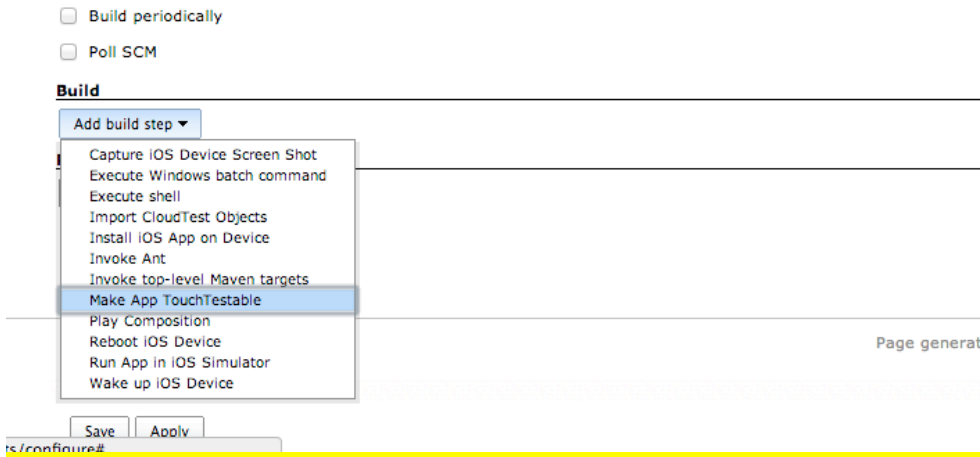 Build periodically
Poll SCM
Build
Add build step
Capture iOS Device Screen Shot
Execute Windows batch command
Execute shell
Import CloudTest Objects
Install iOS App on Device
Invoke Ant
Invoke top-level Maven targets
Make App TouchTestable
Play Composition
Reboot iOS Device
Page generat
Run App in iOS Simulator
Wake up iOS Device
Save Apply
ts/configure#